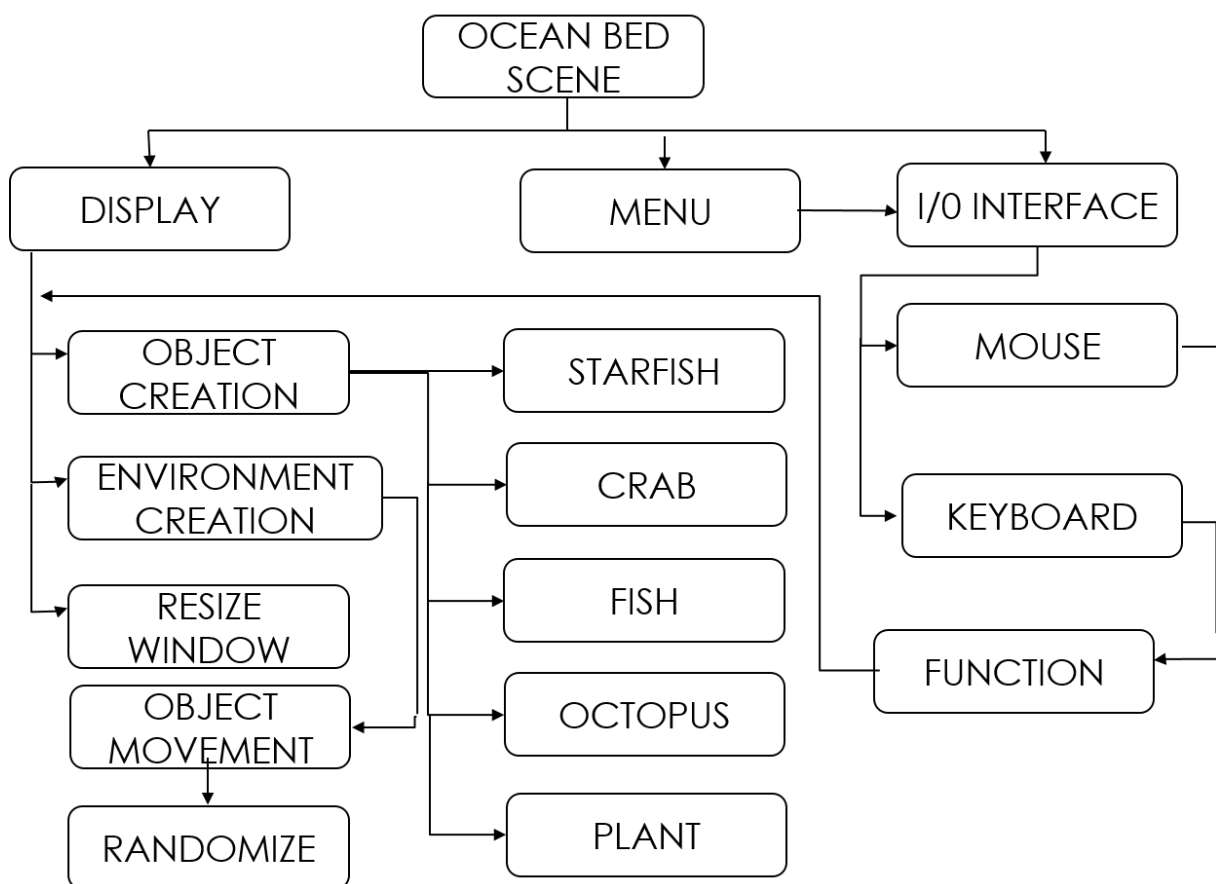 OCEAN BED
SCENE
DISPLAY
MENU
I/0 INTERFACE
OBJECT
CREATION
STARFISH
MOUSE
ENVIRONMENT
CREATION
CRAB
KEYBOARD
RESIZE
WINDOW
FISH
FUNCTION
OBJECT
MOVEMENT
OCTOPUS
RANDOMIZE
PLANT